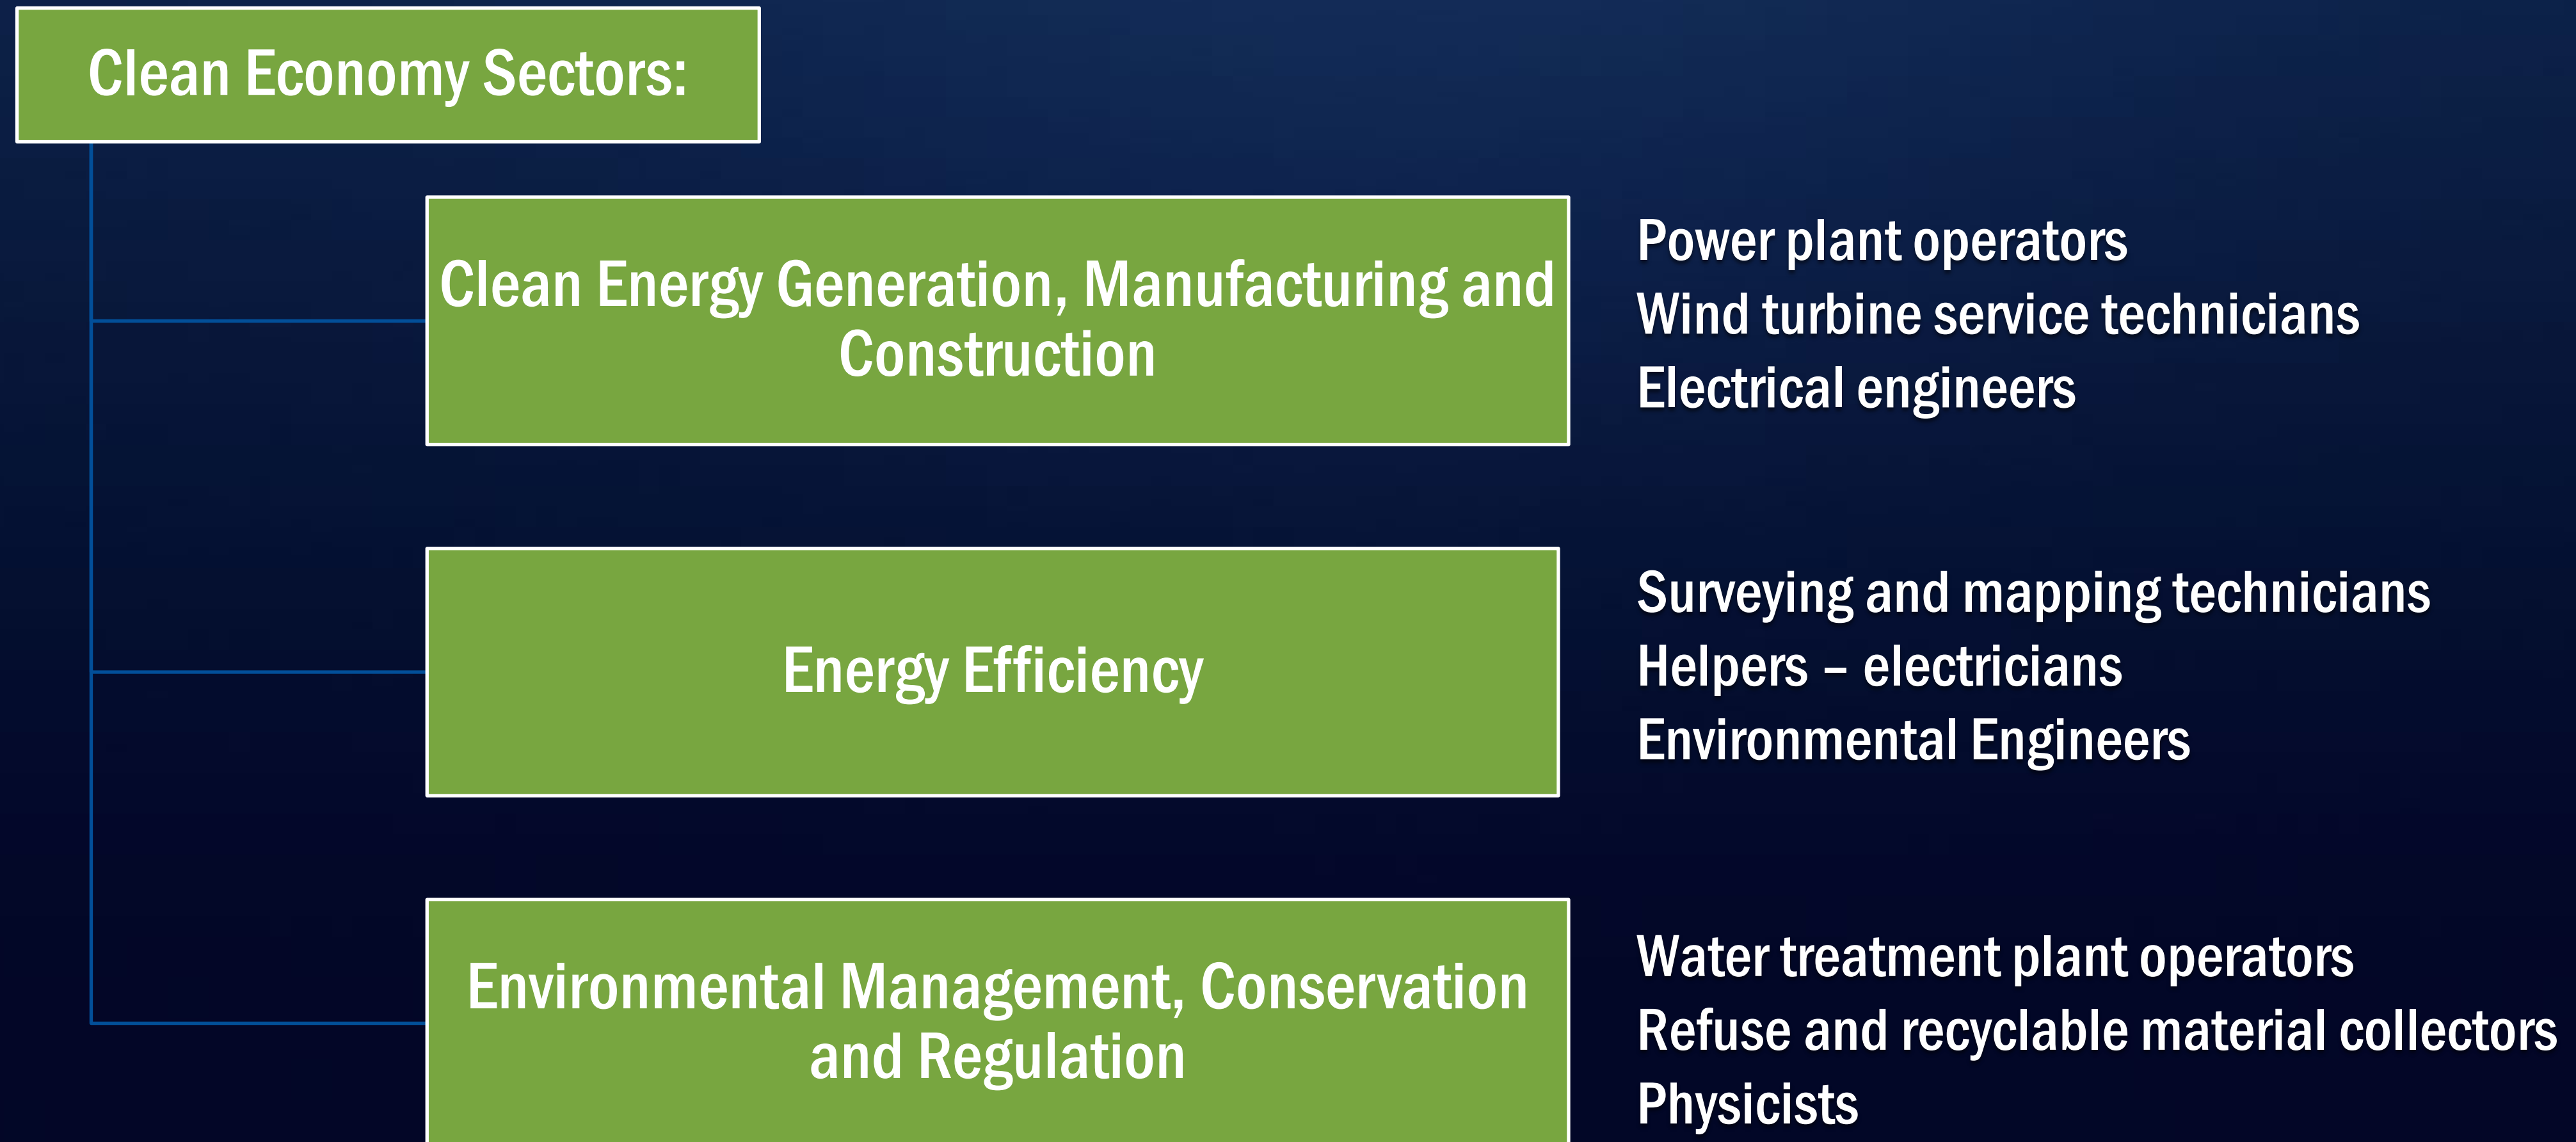 Clean Economy Sectors:
Clean Energy Generation, Manufacturing and
Construction
Power plant operators
Wind turbine service technicians
Electrical engineers
Energy Efficiency
Surveying and mapping technicians
Helpers – electricians
Environmental Engineers
Environmental Management, Conservation
and Regulation
Water treatment plant operators
Refuse and recyclable material collectors
Physicists